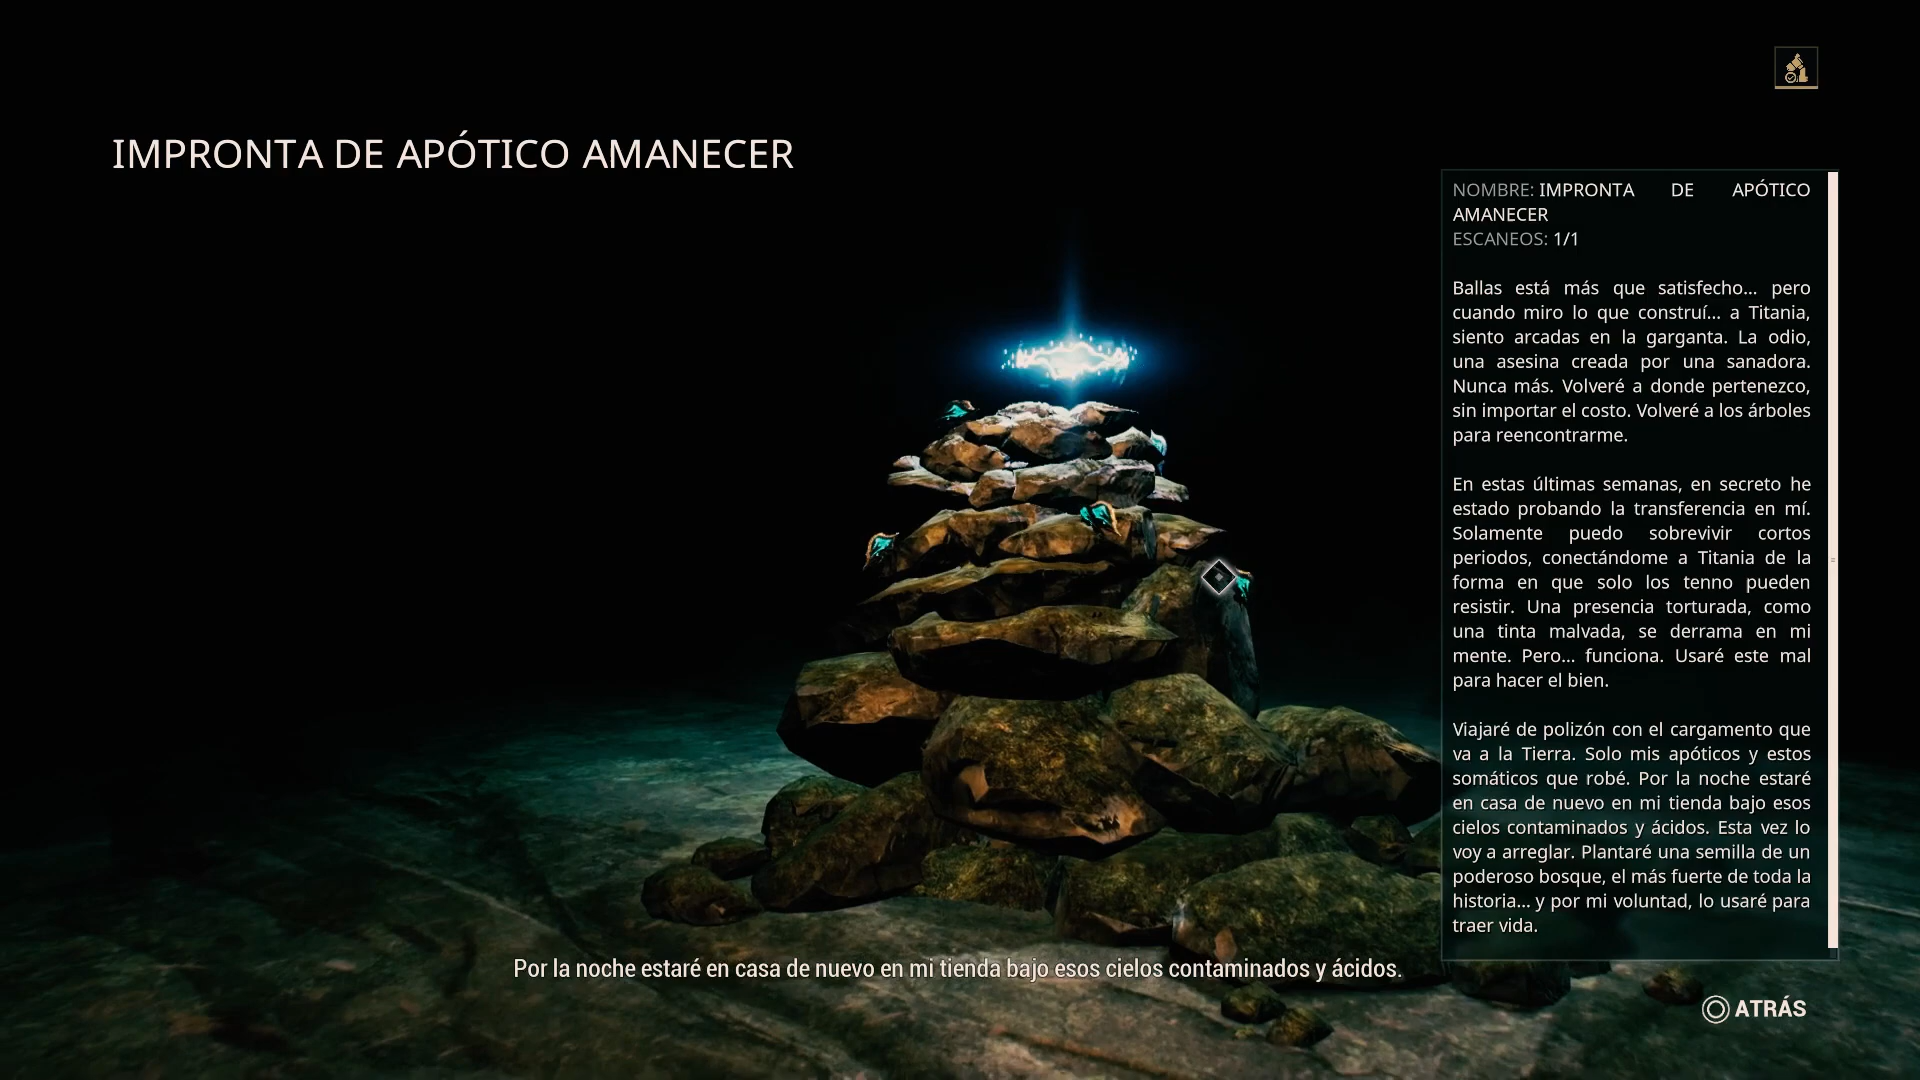 IMPRONTA DE APÓTICO AMANECER
NOMBRE: IMPRONTA DE APÓTICO
AMANECER
ESCANEOS: 1/1
Ballas está más que satisfecho... pero
cuando miro lo que construí... a Titania,
siento arcadas en la garganta. La odio,
una asesina creada por una sanadora.
Nunca más. Volveré a donde pertenezco,
sin importar el costo. Volveré a los árboles
para reencontrarme.
En estas últimas semanas, en secreto he
estado probando la transferencia en mí.
Solamente puedo sobrevivir cortos
periodos, conectándome a Titania de la
forma en que solo los tenno pueden
resistir. Una presencia torturada, como
una tinta malvada, se derrama en mi
mente. Pero... funciona. Usaré este mal
para hacer el bien.
Viajaré de polizón con el cargamento que
va a la Tierra. Solo mis apóticos y estos
somáticos que robé. Por la noche estaré
en casa de nuevo en mi tienda bajo esos
cielos contaminados y ácidos. Esta vez lo
voy a arreglar. Plantaré una semilla de un
poderoso bosque, el más fuerte de toda la
historia... y por mi voluntad, lo usaré para
traer vida.
Por la noche estaré en casa de nuevo en mi tienda bajo esos cielos contaminados y ácidos.
ATRÁS